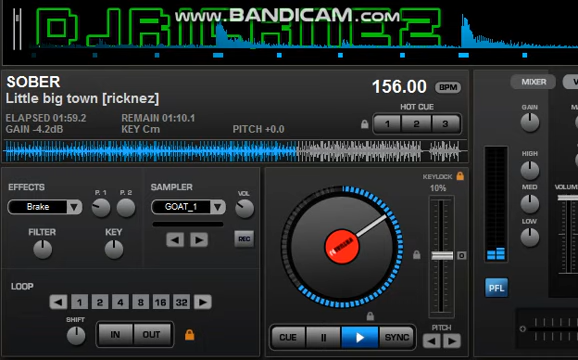 www.BANDICAM.com
DJRICKNEZ
SOBER
Little big town [ricknez]
156.00 BPM
ELAPSED 01:59.2 REMAIN 01:10.1
GAIN -4.2dB KEY Cm PITCH +0.0
HOT CUE
1 2 3
MIXER V
GAIN
HIGH
MED
LOW
VOLUME
PFL
EFFECTS P. 1 P. 2
Brake
FILTER KEY
SAMPLER VOL
GOAT_1
REC
KEYLOCK
10%
LOOP
1 2 4 8 16 32
SHIFT
IN OUT
CUE SYNC
PITCH